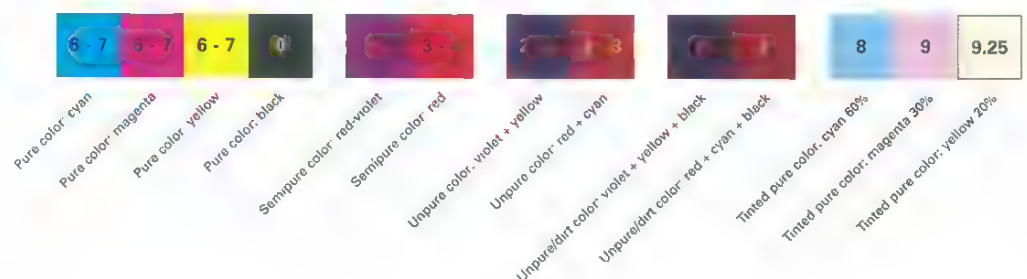 6 - 7 6 - 7 6 - 7 0 3 - 3 8 9 9.25
Pure color: cyan
Pure color: magenta
Pure color: yellow
Pure color: black
Semipure color: red-violet
Semipure color: red
Unpure color: violet + yellow
Unpure color: red + cyan
Unpure/dirt color: violet + yellow + black
Unpure/dirt color: red + cyan + black
Tinted pure color: cyan 60%
Tinted pure color: magenta 30%
Tinted pure color: yellow 20%